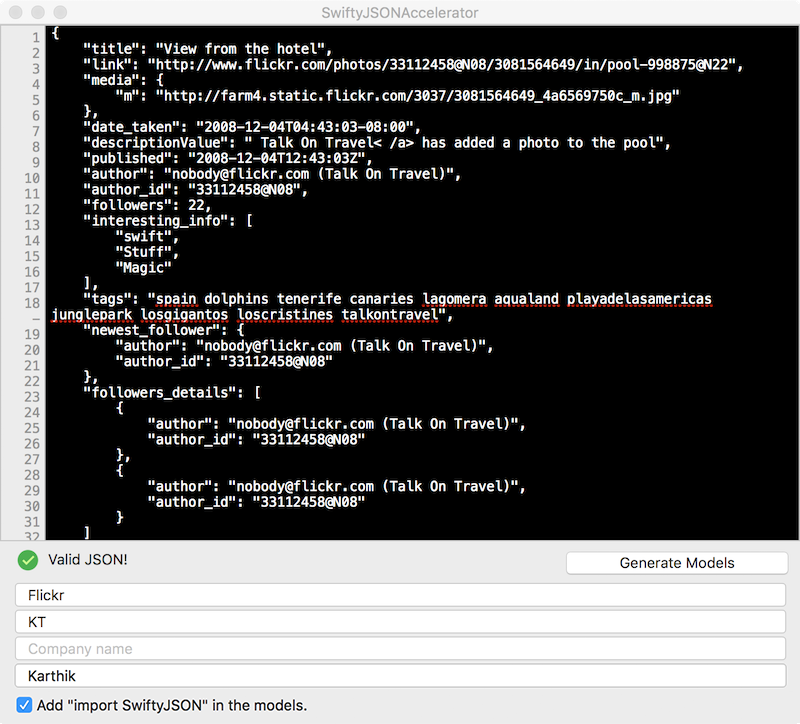 SwiftyJSONAccelerator
1 {
2 "title": "View from the hotel",
3 "link": "http://www.flickr.com/photos/33112458@N08/3081564649/in/pool-998875@N22",
4 "media": {
5 "m": "http://farm4.static.flickr.com/3037/3081564649_4a6569750c_m.jpg"
6 },
7 "date_taken": "2008-12-04T04:43:03-08:00",
8 "descriptionValue": " Talk On Travel< /a> has added a photo to the pool",
9 "published": "2008-12-04T12:43:03Z",
10 "author": "nobody@flickr.com (Talk On Travel)",
11 "author_id": "33112458@N08",
12 "followers": 22,
13 "interesting_info": [
14 "swift",
15 "Stuff",
16 "Magic"
17 ],
18 "tags": "spain dolphins tenerife canaries lagomera aqualand playadelasamericas
– junglepark losgigantos loscristines talkontravel",
19 "newest_follower": {
20 "author": "nobody@flickr.com (Talk On Travel)",
21 "author_id": "33112458@N08"
22 },
23 "followers_details": [
24 {
25 "author": "nobody@flickr.com (Talk On Travel)",
26 "author_id": "33112458@N08"
27 },
28 {
29 "author": "nobody@flickr.com (Talk On Travel)",
30 "author_id": "33112458@N08"
31 }
32 ]
Valid JSON!
Generate Models
Flickr
KT
Company name
Karthik
Add "import SwiftyJSON" in the models.